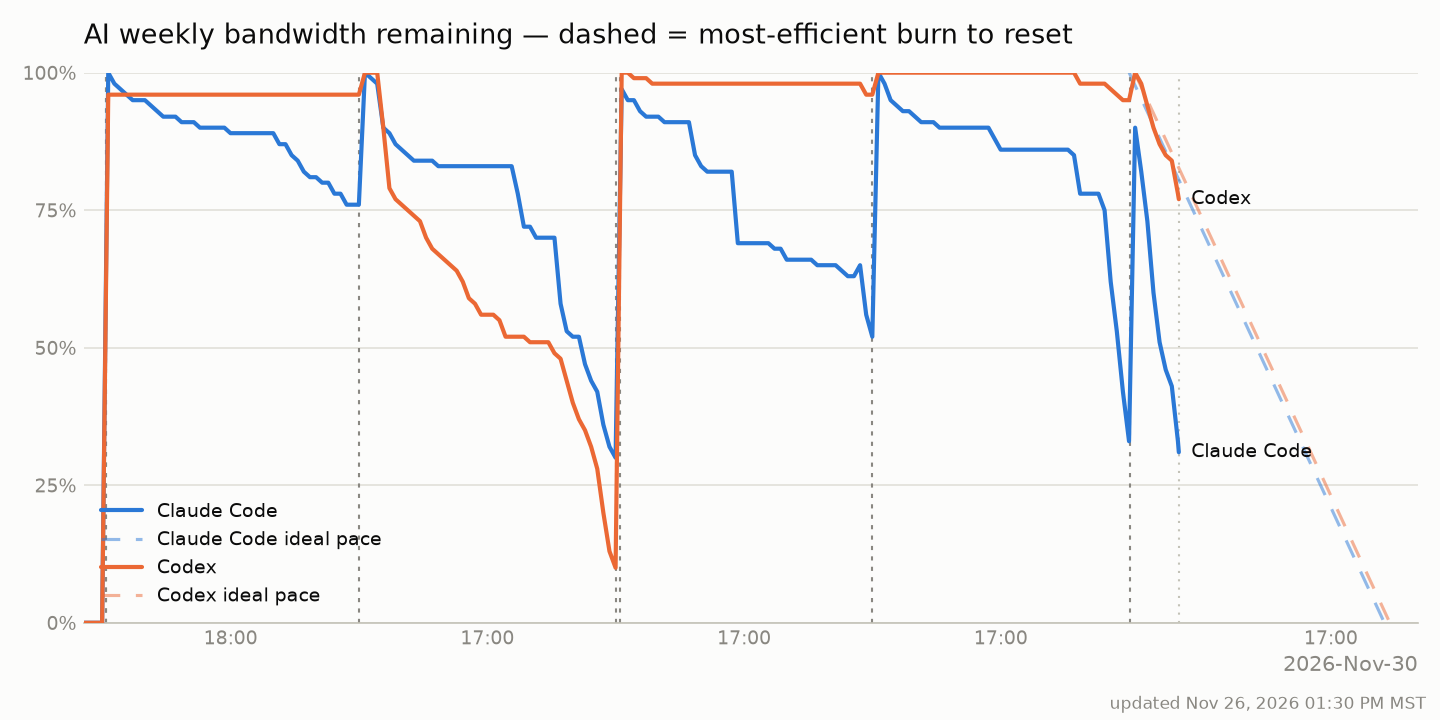 AI weekly bandwidth remaining — dashed = most-efficient burn to reset
100%
75%
50%
25%
0%
Codex
Claude Code
Claude Code
Claude Code ideal pace
Codex
Codex ideal pace
18:00 17:00 17:00 17:00 17:00
2026-Nov-30
updated Nov 26, 2026 01:30 PM MST